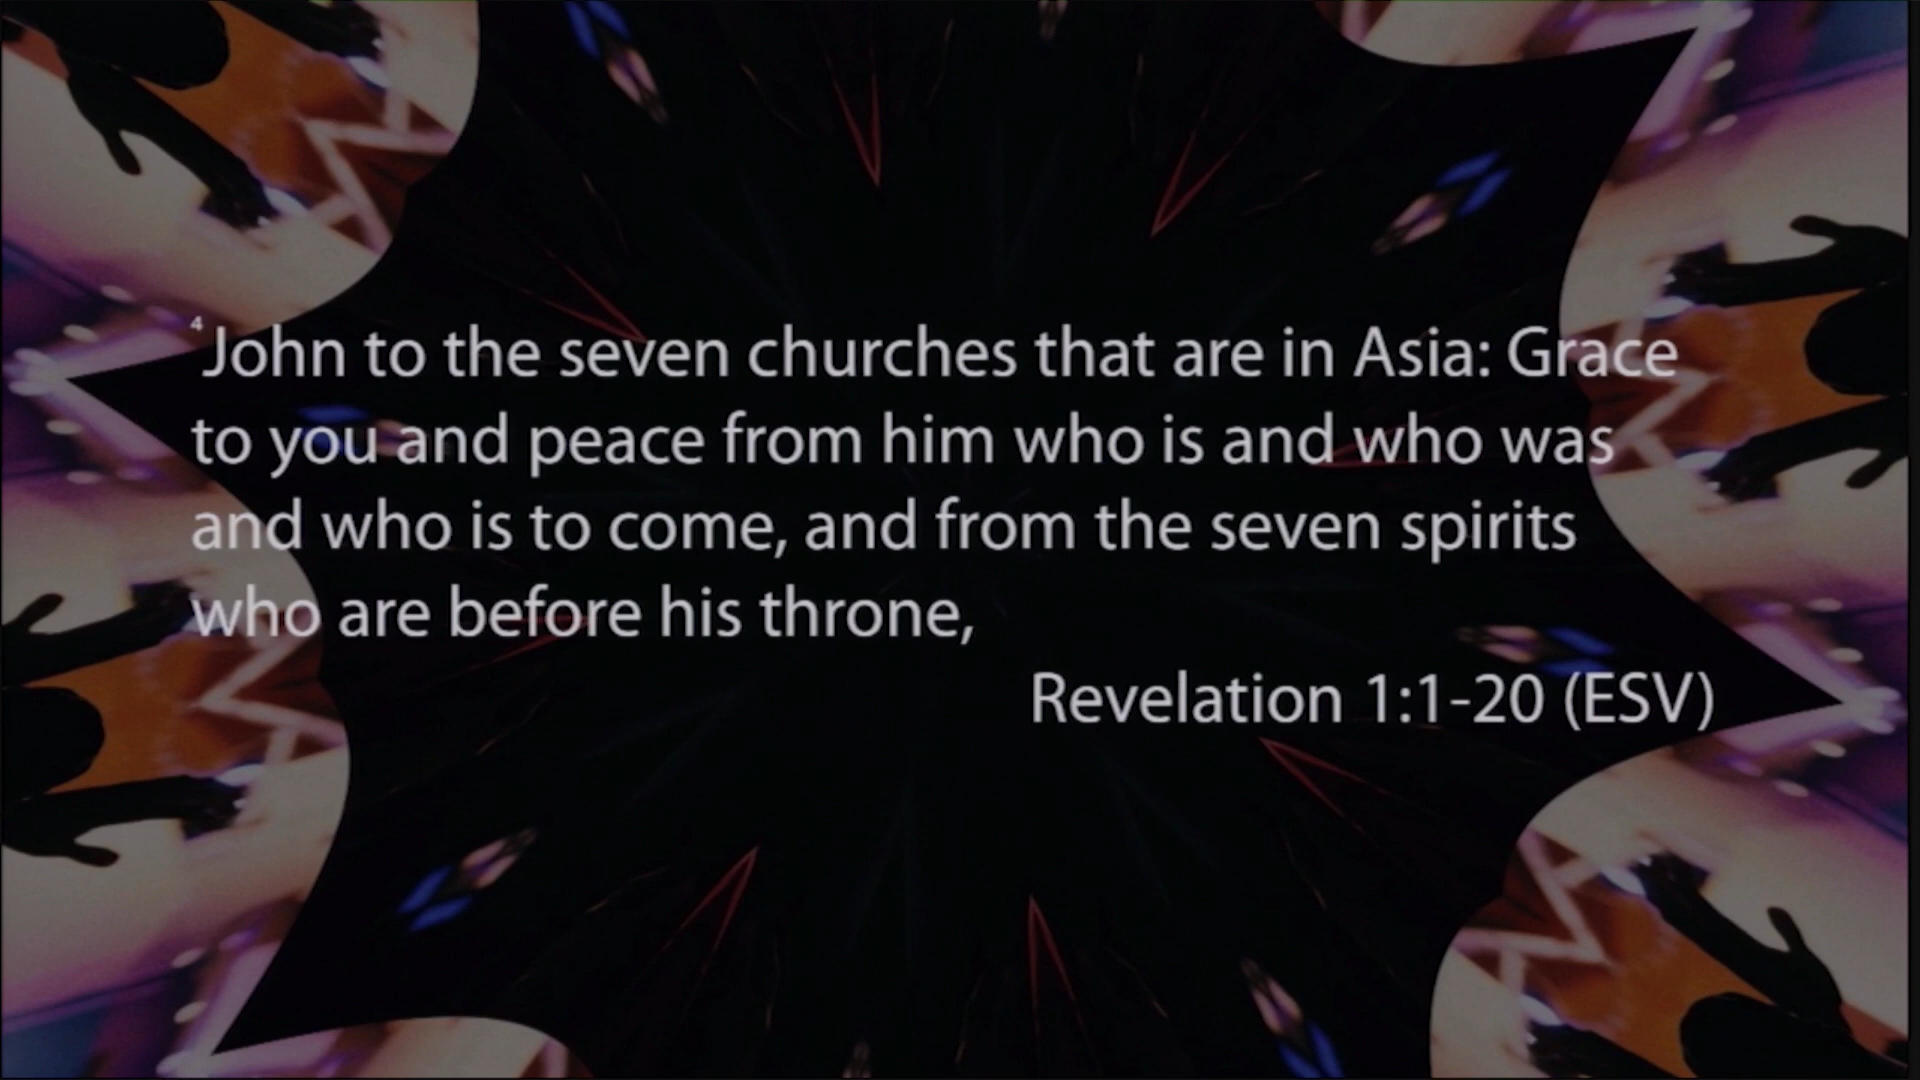 4 John to the seven churches that are in Asia: Grace
to you and peace from him who is and who was
and who is to come, and from the seven spirits
who are before his throne,
Revelation 1:1-20 (ESV)